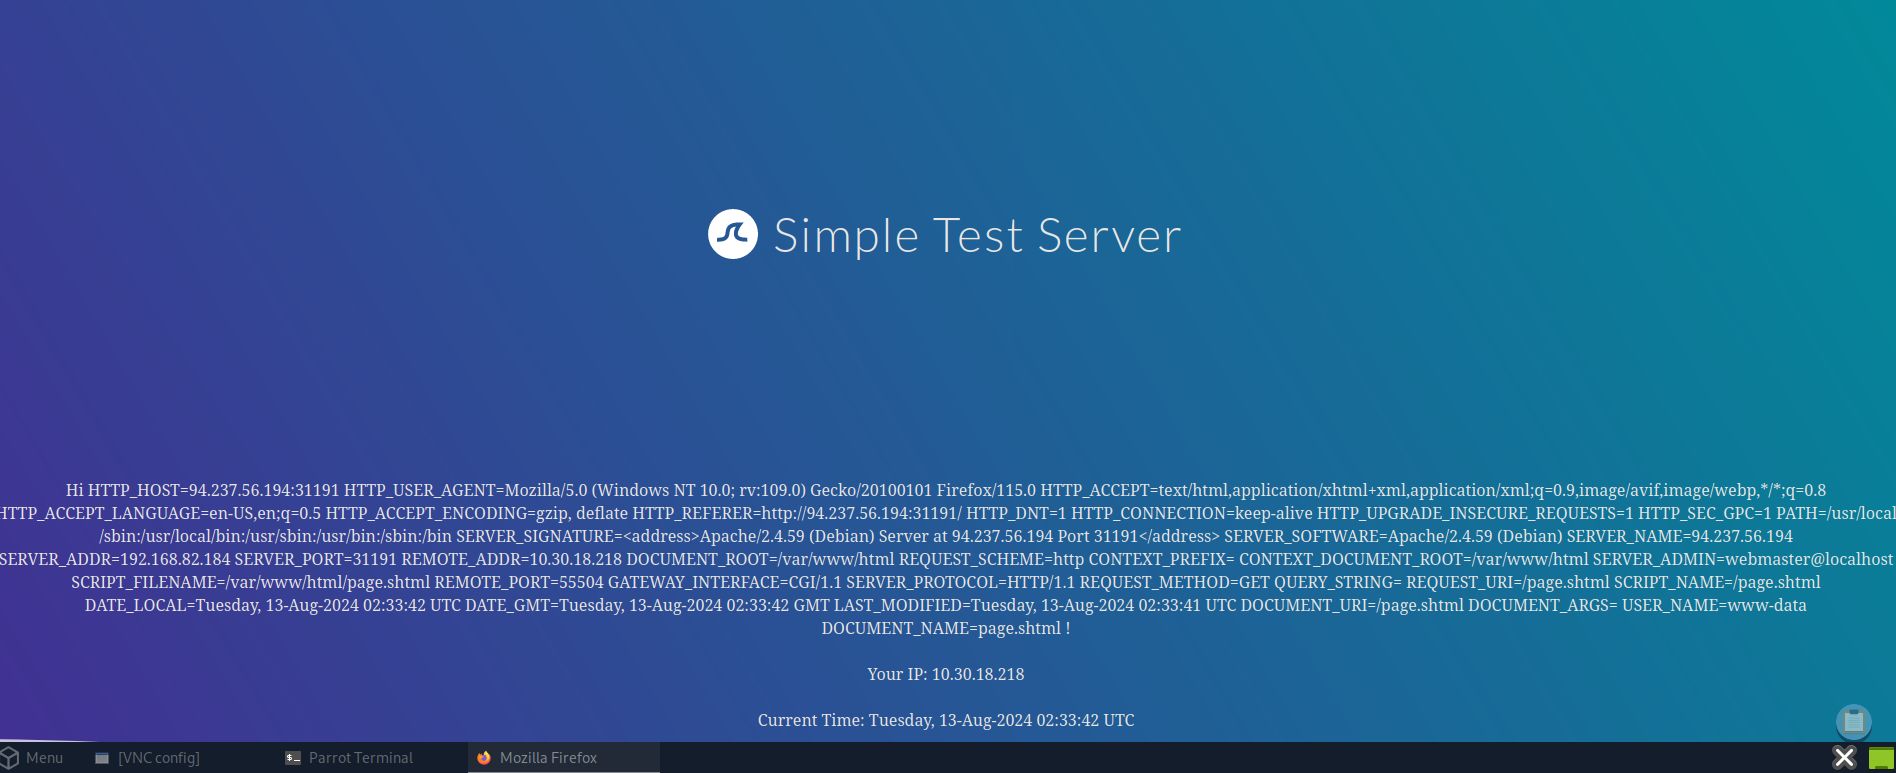 Simple Test Server
Hi HTTP_HOST=94.237.56.194:31191 HTTP_USER_AGENT=Mozilla/5.0 (Windows NT 10.0; rv:109.0) Gecko/20100101 Firefox/115.0 HTTP_ACCEPT=text/html,application/xhtml+xml,application/xml;q=0.9,image/avif,image/webp,*/*;q=0.8
HTTP_ACCEPT_LANGUAGE=en-US,en;q=0.5 HTTP_ACCEPT_ENCODING=gzip, deflate HTTP_REFERER=http://94.237.56.194:31191/ HTTP_DNT=1 HTTP_CONNECTION=keep-alive HTTP_UPGRADE_INSECURE_REQUESTS=1 HTTP_SEC_GPC=1 PATH=/usr/local
/sbin:/usr/local/bin:/usr/sbin:/usr/bin:/sbin:/bin SERVER_SIGNATURE=<address>Apache/2.4.59 (Debian) Server at 94.237.56.194 Port 31191</address> SERVER_SOFTWARE=Apache/2.4.59 (Debian) SERVER_NAME=94.237.56.194
SERVER_ADDR=192.168.82.184 SERVER_PORT=31191 REMOTE_ADDR=10.30.18.218 DOCUMENT_ROOT=/var/www/html REQUEST_SCHEME=http CONTEXT_PREFIX= CONTEXT_DOCUMENT_ROOT=/var/www/html SERVER_ADMIN=webmaster@localhost
SCRIPT_FILENAME=/var/www/html/page.shtml REMOTE_PORT=55504 GATEWAY_INTERFACE=CGI/1.1 SERVER_PROTOCOL=HTTP/1.1 REQUEST_METHOD=GET QUERY_STRING= REQUEST_URI=/page.shtml SCRIPT_NAME=/page.shtml
DATE_LOCAL=Tuesday, 13-Aug-2024 02:33:42 UTC DATE_GMT=Tuesday, 13-Aug-2024 02:33:42 GMT LAST_MODIFIED=Tuesday, 13-Aug-2024 02:33:41 UTC DOCUMENT_URI=/page.shtml DOCUMENT_ARGS= USER_NAME=www-data
DOCUMENT_NAME=page.shtml !
Your IP: 10.30.18.218
Current Time: Tuesday, 13-Aug-2024 02:33:42 UTC
Menu [VNC config] Parrot Terminal Mozilla Firefox